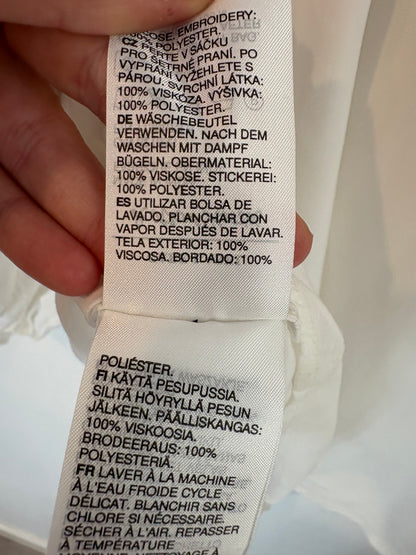 VISCOSE. EMBROIDERY:
100% POLYESTER.
CZ PERTE V SÁČKU
PRO ŠETRNÉ PRANÍ. PO
VYPRÁNÍ VYŽEHLETE S
PÁROU. SVRCHNÍ LÁTKA:
100% VISKÓZA. VÝŠIVKA:
100% POLYESTER.
DE WÄSCHEBEUTEL
VERWENDEN. NACH DEM
WASCHEN MIT DAMPF
BÜGELN. OBERMATERIAL:
100% VISKOSE. STICKEREI:
100% POLYESTER.
ES UTILIZAR BOLSA DE
LAVADO. PLANCHAR CON
VAPOR DESPUÉS DE LAVAR.
TELA EXTERIOR: 100%
VISCOSA. BORDADO: 100%
POLIÉSTER.
FI KÄYTÄ PESUPUSSIA.
SILITÄ HÖYRYLLÄ PESUN
JÄLKEEN. PÄÄLLISKANGAS:
100% VISKOOSIA.
BRODEERAUS: 100%
POLYESTERIÄ.
FR LAVER À LA MACHINE
À L'EAU FROIDE CYCLE
DÉLICAT. BLANCHIR SANS
CHLORE SI NÉCESSAIRE.
SÉCHER À L'AIR. REPASSER
À TEMPÉRATURE